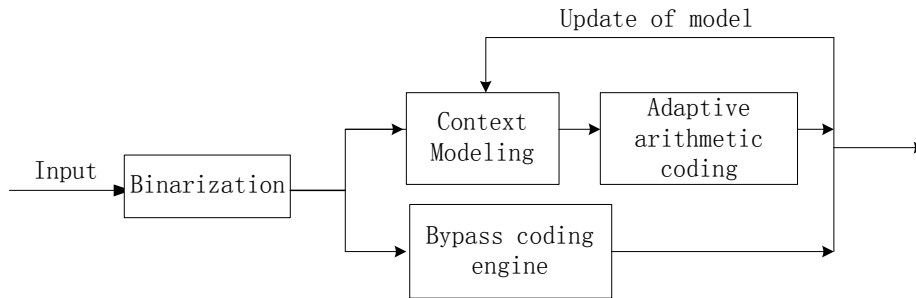 Update of model
Context
Modeling
Adaptive
arithmetic
coding
Input
Binarization
Bypass coding
engine